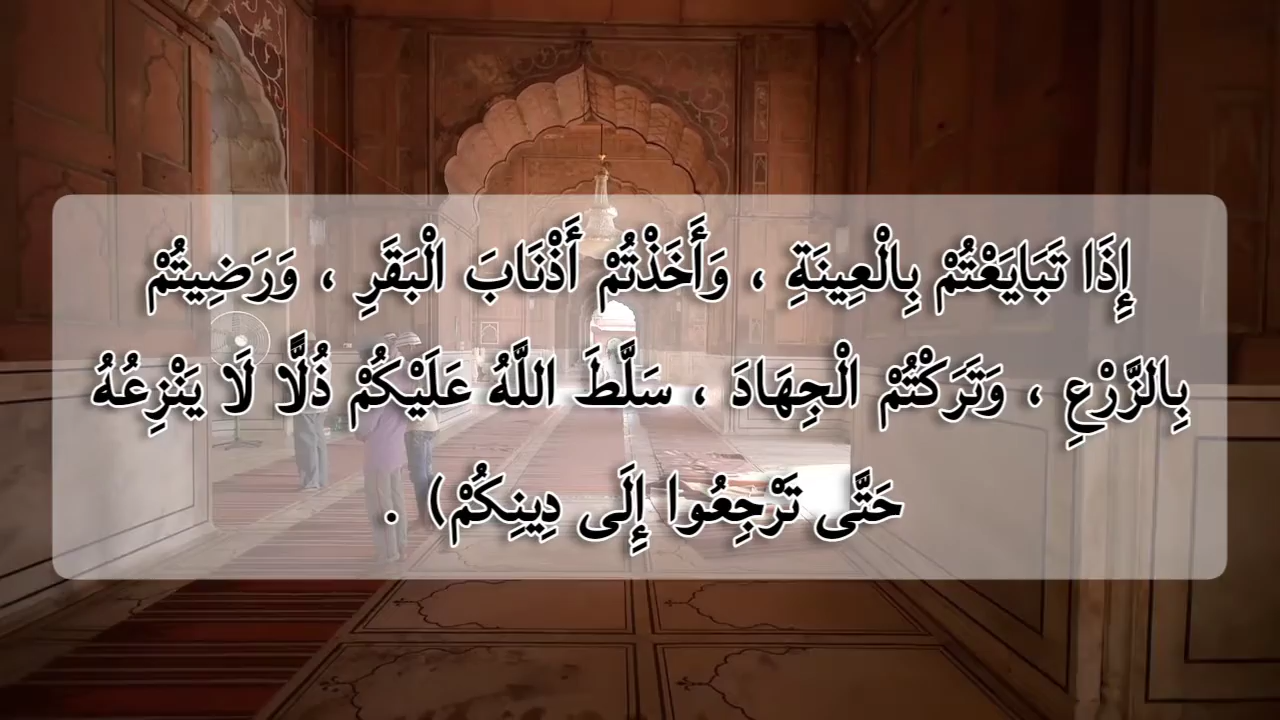 إِذَا تَبَايَعْتُمْ بِالْعِينَةِ ، وَأَخَذْتُمْ أَذْنَابَ الْبَقَرِ ، وَرَضِيتُمْ
بِالزَّرْعِ ، وَتَرَكْتُمْ الْجِهَادَ ، سَلَّطَ اللَّهُ عَلَيْكُمْ ذُلًّا لَا يَنْزِعُهُ
حَتَّى تَرْجِعُوا إِلَى دِينِكُمْ) .